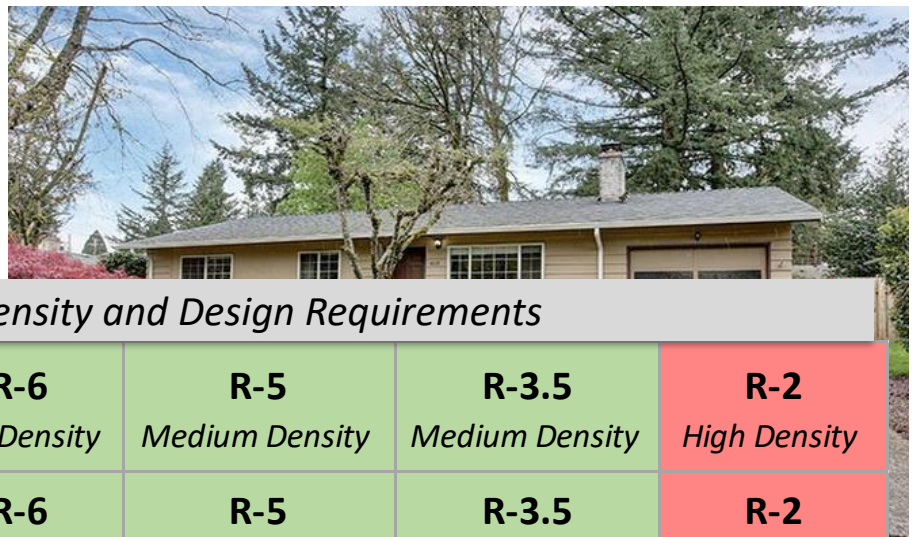 ensity and Design Requirements
R-6 R-5 R-3.5 R-2
Density Medium Density Medium Density High Density
R-6 R-5 R-3.5 R-2